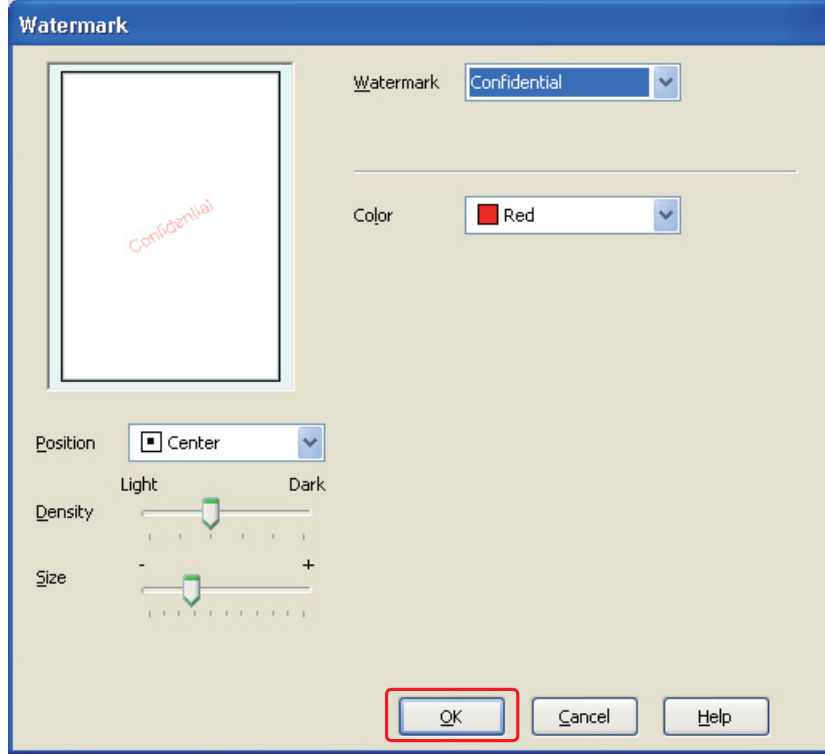 Watermark
Watermark Confidential
Confidential
Color Red
Position Center
Light Dark
Density
- +
Size
OK Cancel Help